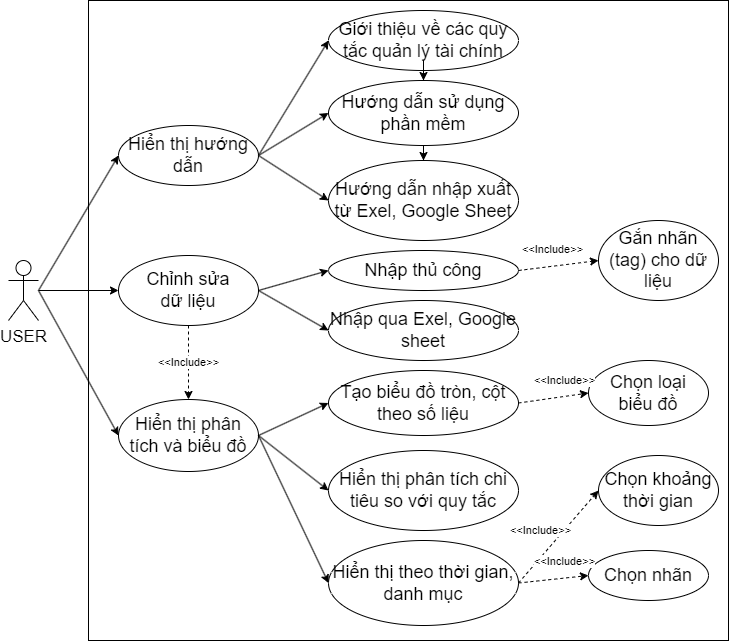 Giới thiệu về các quy
tắc quản lý tài chính
Hướng dẫn sử dụng
phần mềm
Hiển thị hướng
dẫn
Hướng dẫn nhập xuất
từ Exel, Google Sheet
Gắn nhãn
(tag) cho dữ
liệu
<<Include>>
Nhập thủ công
Chỉnh sửa
dữ liệu
USER
Nhập qua Exel, Google
sheet
<<Include>>
Tạo biểu đồ tròn, cột
theo số liệu
<<Include>>
Chọn loại
biểu đồ
Hiển thị phân
tích và biểu đồ
Hiển thị phân tích chi
tiêu so với quy tắc
Chọn khoảng
thời gian
<<Include>>
Hiển thị theo thời gian,
danh mục
<<Include>>
Chọn nhãn